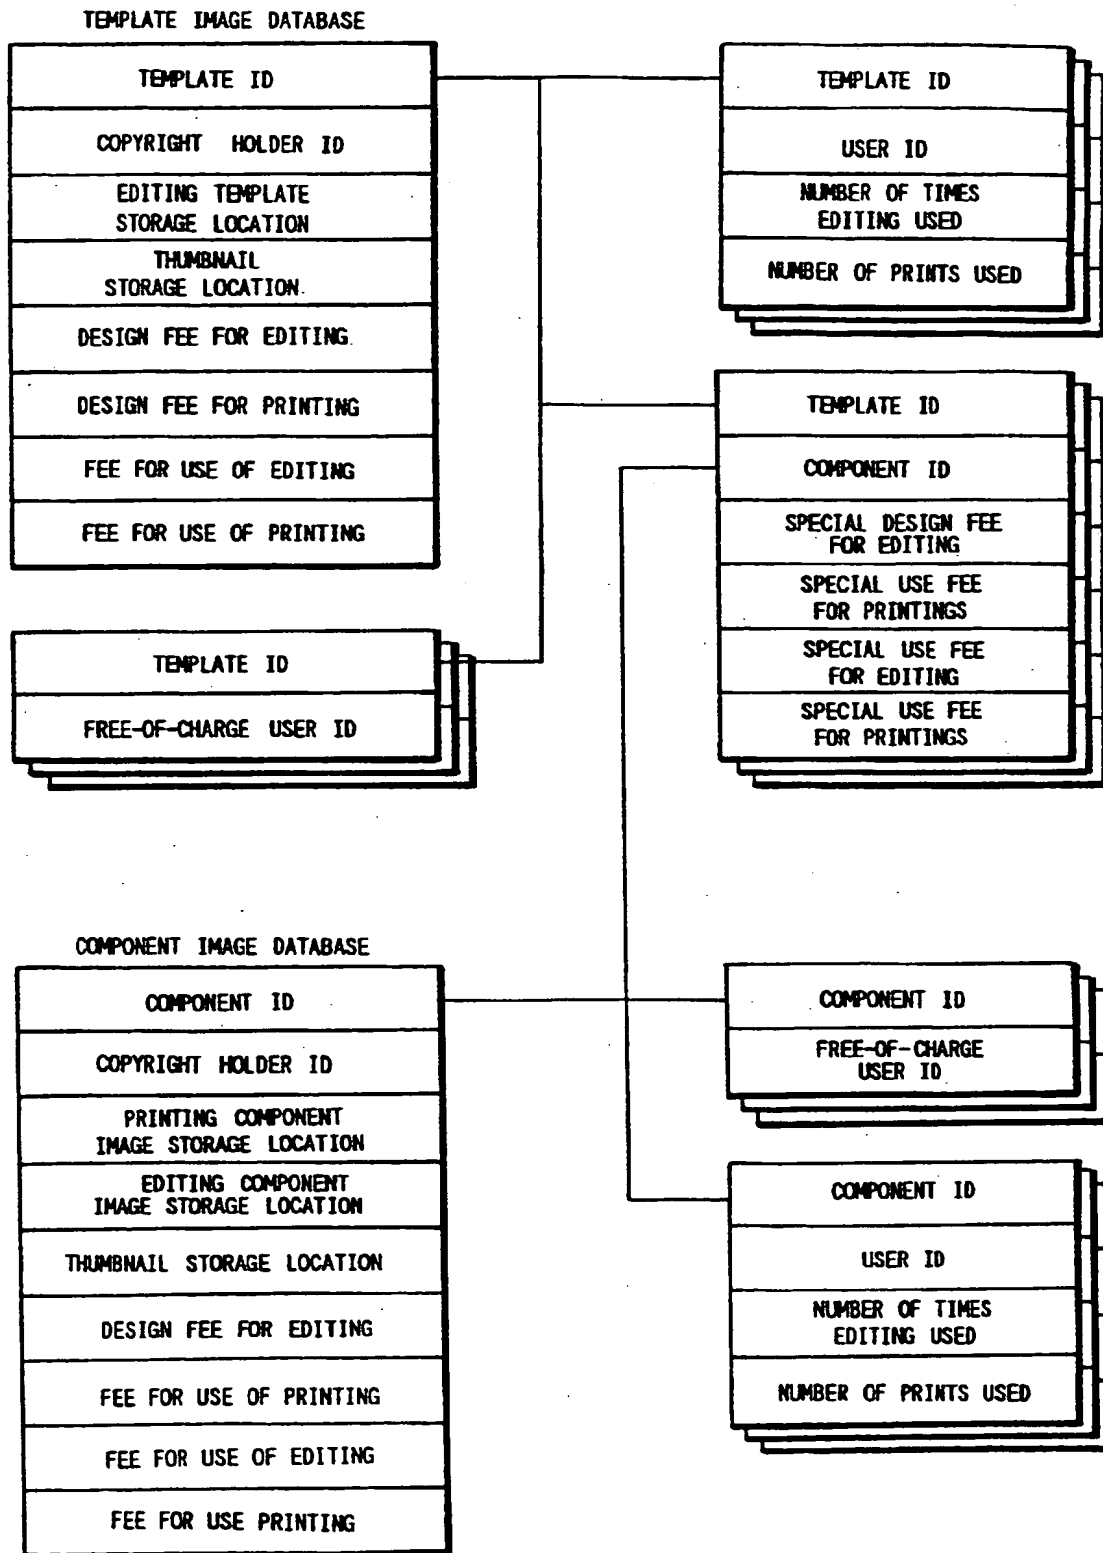 TEMPLATE IMAGE DATABASE
TEMPLATE ID
COPYRIGHT HOLDER ID
EDITING TEMPLATE
STORAGE LOCATION
THUMBNAIL
STORAGE LOCATION.
DESIGN FEE FOR EDITING.
DESIGN FEE FOR PRINTING
FEE FOR USE OF EDITING
FEE FOR USE OF PRINTING
TEMPLATE ID
FREE-OF-CHARGE USER ID
TEMPLATE ID
USER ID
NUMBER OF TIMES
EDITING USED
NUMBER OF PRINTS USED
TEMPLATE ID
COMPONENT ID
SPECIAL DESIGN FEE
FOR EDITING
SPECIAL USE FEE
FOR PRINTINGS
SPECIAL USE FEE
FOR EDITING
SPECIAL USE FEE
FOR PRINTINGS
COMPONENT IMAGE DATABASE
COMPONENT ID
COPYRIGHT HOLDER ID
PRINTING COMPONENT
IMAGE STORAGE LOCATION
EDITING COMPONENT
IMAGE STORAGE LOCATION
THUMBNAIL STORAGE LOCATION
DESIGN FEE FOR EDITING
FEE FOR USE OF PRINTING
FEE FOR USE OF EDITING
FEE FOR USE PRINTING
COMPONENT ID
FREE-OF-CHARGE
USER ID
COMPONENT ID
USER ID
NUMBER OF TIMES
EDITING USED
NUMBER OF PRINTS USED